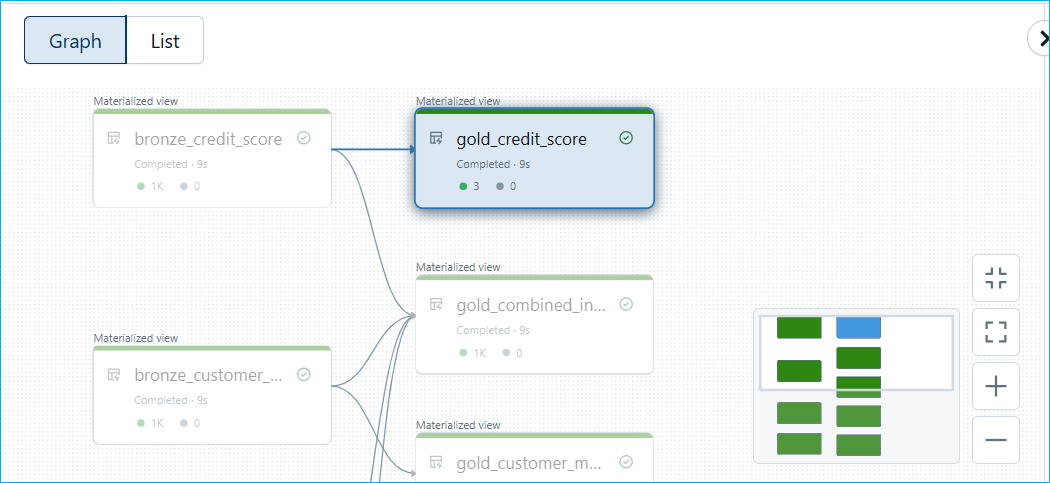 Graph List
Materialized view
bronze_credit_score
Completed · 9s
1K 0
Materialized view
gold_credit_score
Completed · 9s
3 0
Materialized view
gold_combined_in...
Completed · 9s
1K 0
Materialized view
bronze_customer_...
Completed · 9s
1K 0
Materialized view
gold_customer_m...